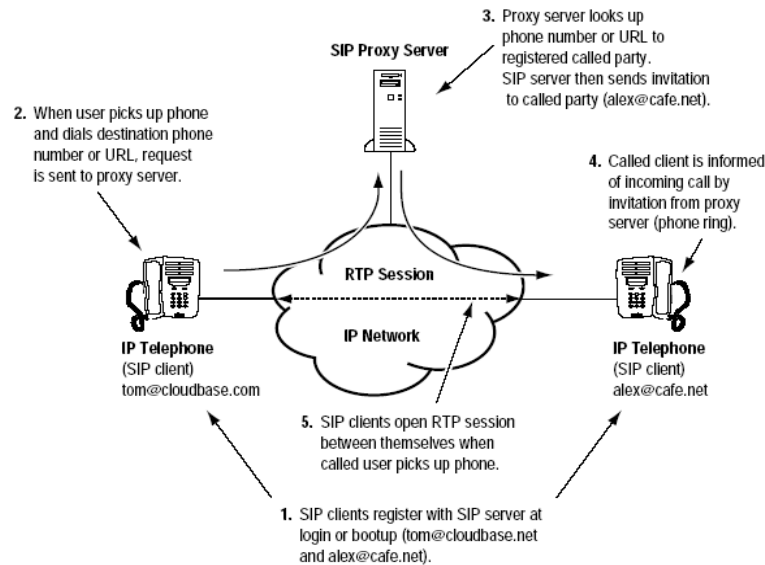 3. Proxy server looks up
phone number or URL to
registered called party.
SIP server then sends invitation
to called party (alex@cafe.net).
SIP Proxy Server
2. When user picks up phone
and dials destination phone
number or URL, request
is sent to proxy server.
4. Called client is informed
of incoming call by
invitation from proxy
server (phone ring).
RTP Session
IP Network
IP Telephone
(SIP client)
tom@cloudbase.com
IP Telephone
(SIP client)
alex@cafe.net
5. SIP clients open RTP session
between themselves when
called user picks up phone.
1. SIP clients register with SIP server at
login or bootup (tom@cloudbase.net
and alex@cafe.net).